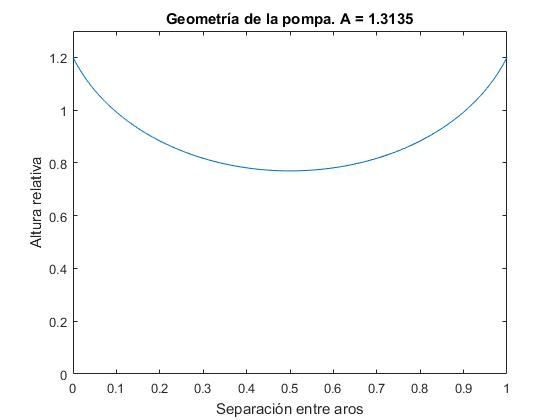 Geometría de la pompa. A = 1.3135
Altura relativa
1.2
1
0.8
0.6
0.4
0.2
0
0 0.1 0.2 0.3 0.4 0.5 0.6 0.7 0.8 0.9 1
Separación entre aros